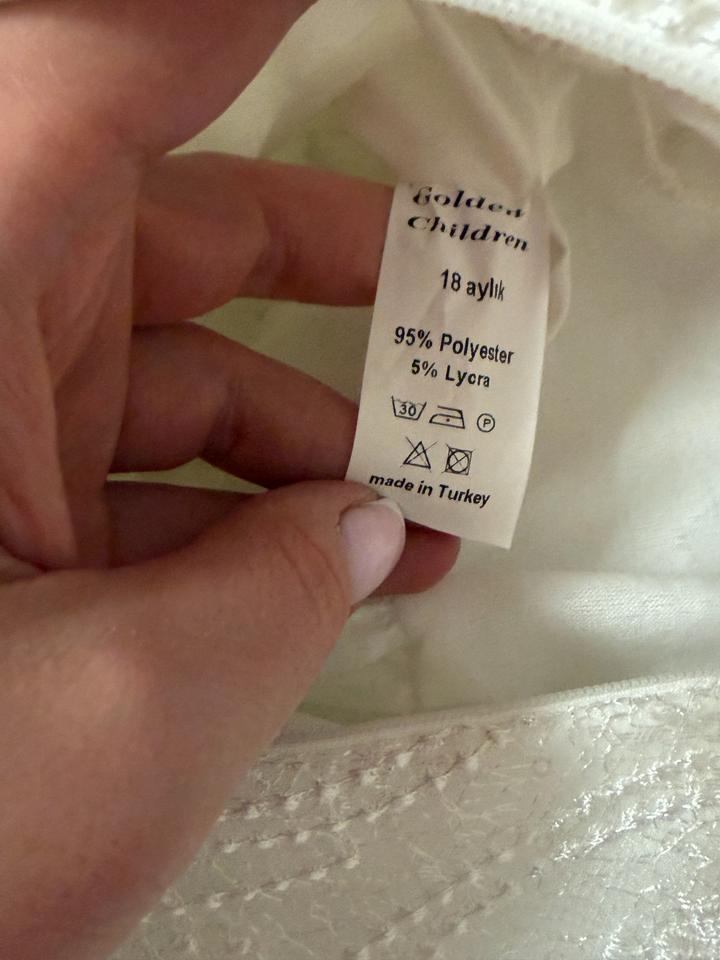 Golden
Children
18 aylık
95% Polyester
5% Lycra
30
P
made in Turkey